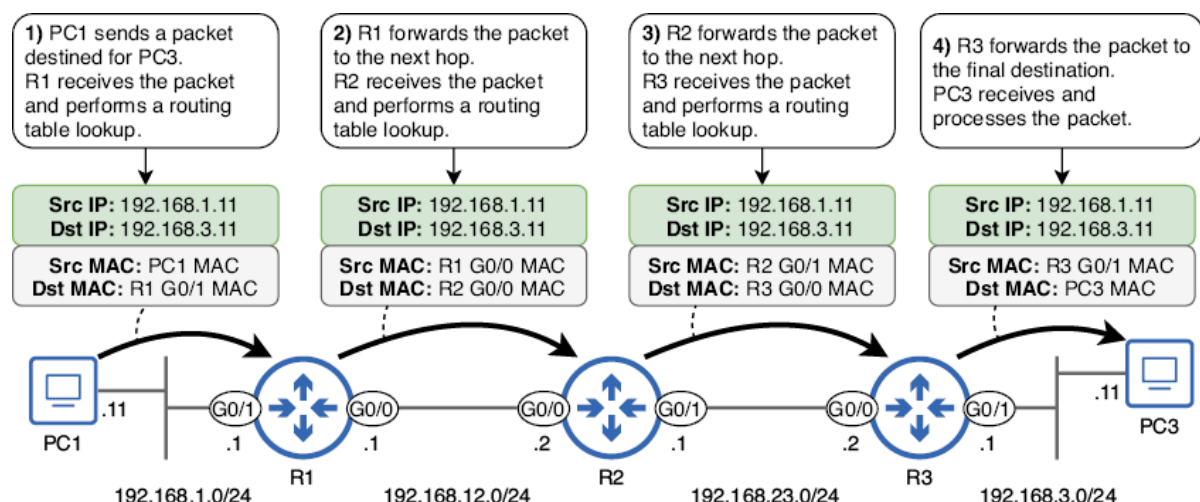 1) PC1 sends a packet
destined for PC3.
R1 receives the packet
and performs a routing
table lookup.
2) R1 forwards the packet
to the next hop.
R2 receives the packet
and performs a routing
table lookup.
3) R2 forwards the packet
to the next hop.
R3 receives the packet
and performs a routing
table lookup.
4) R3 forwards the packet to
the final destination.
PC3 receives and
processes the packet.
Src IP: 192.168.1.11
Dst IP: 192.168.3.11
Src MAC: PC1 MAC
Dst MAC: R1 G0/1 MAC
Src IP: 192.168.1.11
Dst IP: 192.168.3.11
Src MAC: R1 G0/0 MAC
Dst MAC: R2 G0/0 MAC
Src IP: 192.168.1.11
Dst IP: 192.168.3.11
Src MAC: R2 G0/1 MAC
Dst MAC: R3 G0/0 MAC
Src IP: 192.168.1.11
Dst IP: 192.168.3.11
Src MAC: R3 G0/1 MAC
Dst MAC: PC3 MAC
PC1
.11
G0/1
.1
R1
G0/0
.1
G0/0
.2
R2
G0/1
.1
G0/0
.2
R3
G0/1
.1
.11
PC3
192.168.1.0/24
192.168.12.0/24
192.168.23.0/24
192.168.3.0/24